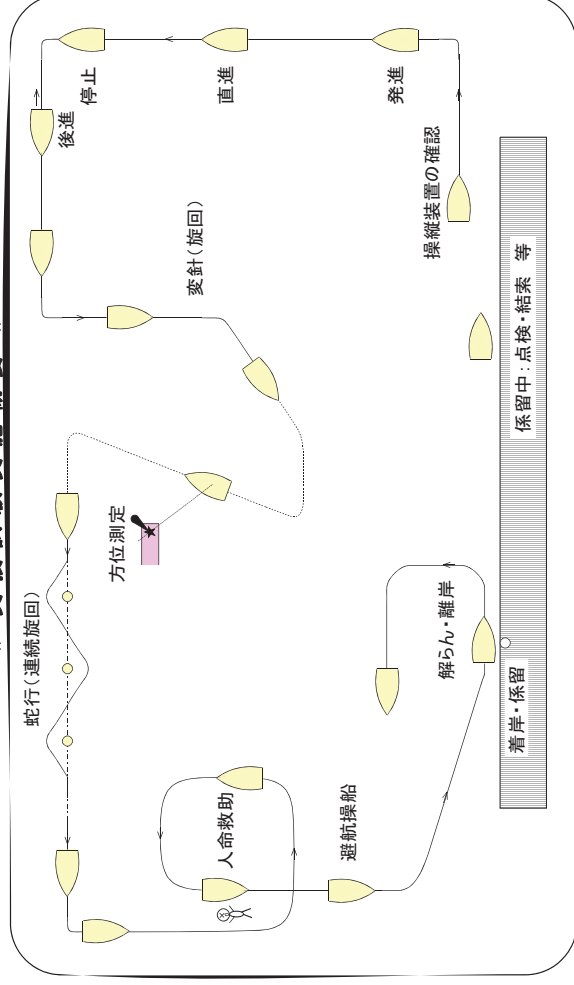 係留中：点検・結索　等
操縦装置の確認
発進
直進
停止
後進
変針（旋回）
方位測定
蛇行（連続旋回）
人命救助
避航操船
着岸・係留
解らん・離岸